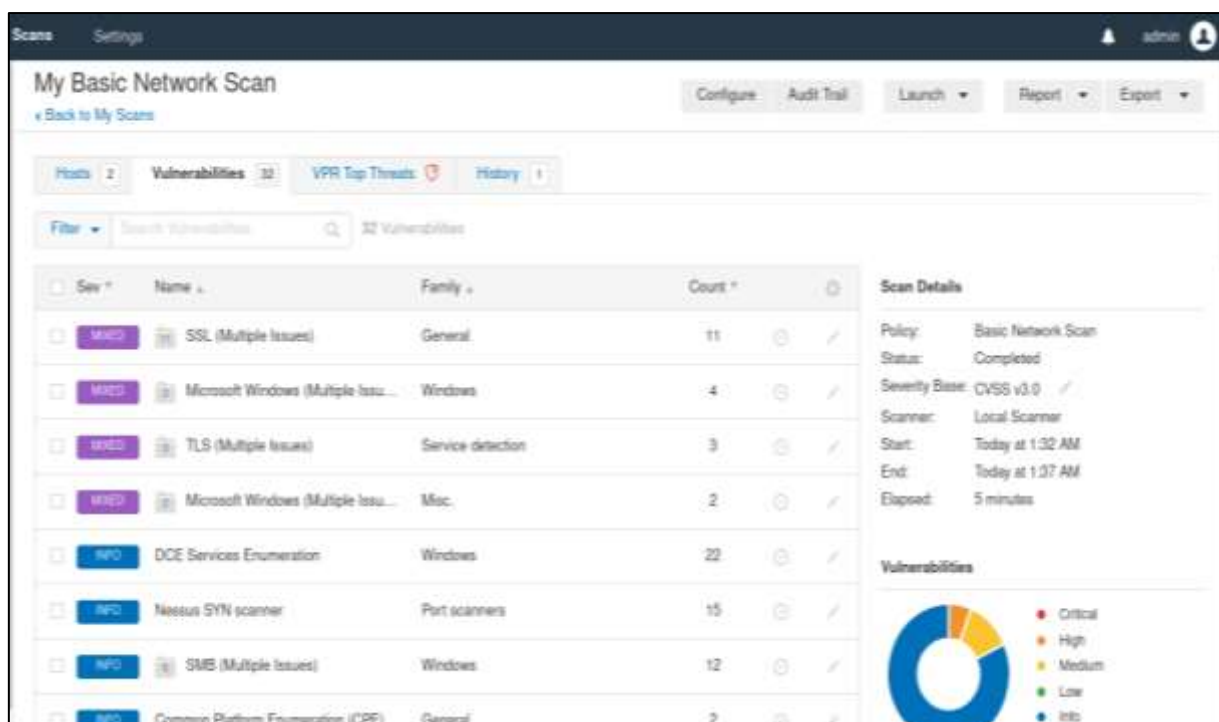 Scans Settings admin
My Basic Network Scan
Configure Audit Trail Launch Report Export
Back to My Scans
Hosts 2 Vulnerabilities 32 VPR Top Threats History 1
Filter Search Vulnerabilities 32 Vulnerabilities
Sev Name Family Count
MIXED SSL (Multiple Issues) General 11
MIXED Microsoft Windows (Multiple Issu... Windows 4
MIXED TLS (Multiple Issues) Service detection 3
MIXED Microsoft Windows (Multiple Issu... Misc. 2
INFO DCE Services Enumeration Windows 22
INFO Nessus SYN scanner Port scanners 15
INFO SMB (Multiple Issues) Windows 12
INFO Common Platform Enumeration (CPE) General 2
Scan Details
Policy: Basic Network Scan
Status: Completed
Severity Base: CVSS v3.0
Scanner: Local Scanner
Start: Today at 1:32 AM
End: Today at 1:37 AM
Elapsed: 5 minutes
Vulnerabilities
Critical
High
Medium
Low
Info